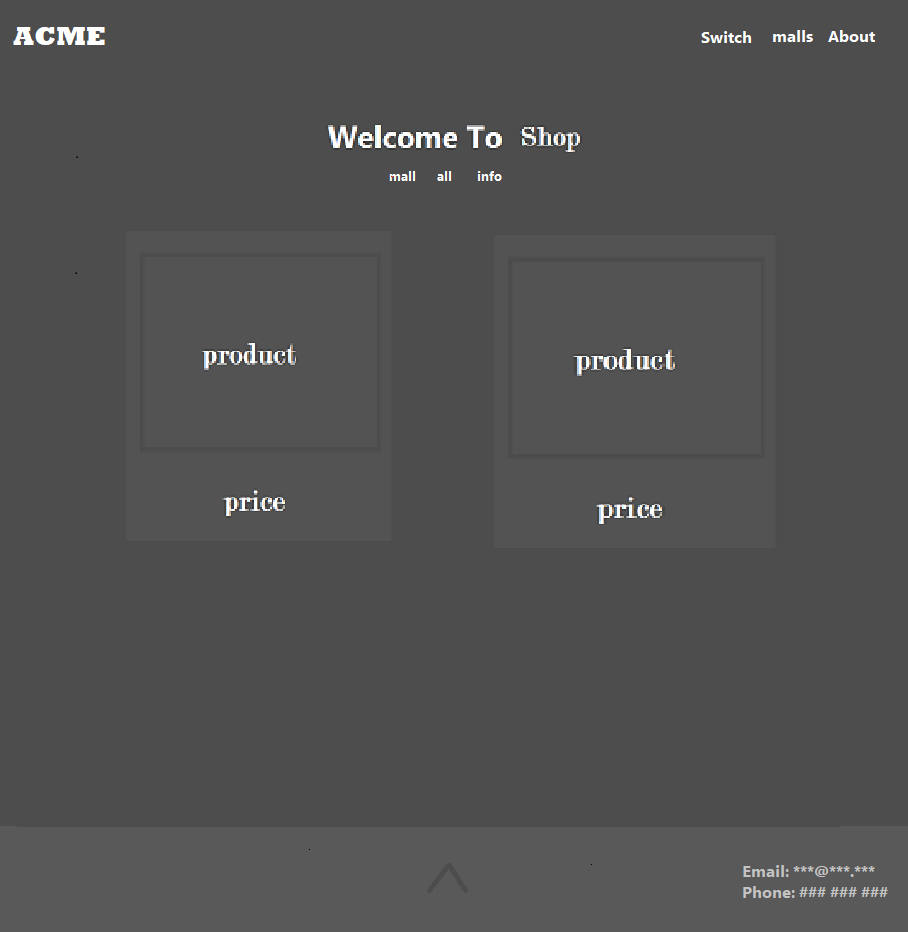 ACME
Switch malls About
Welcome To Shop
mall all info
product
price
product
price
Email: ***@***.***
Phone: ### ### ###